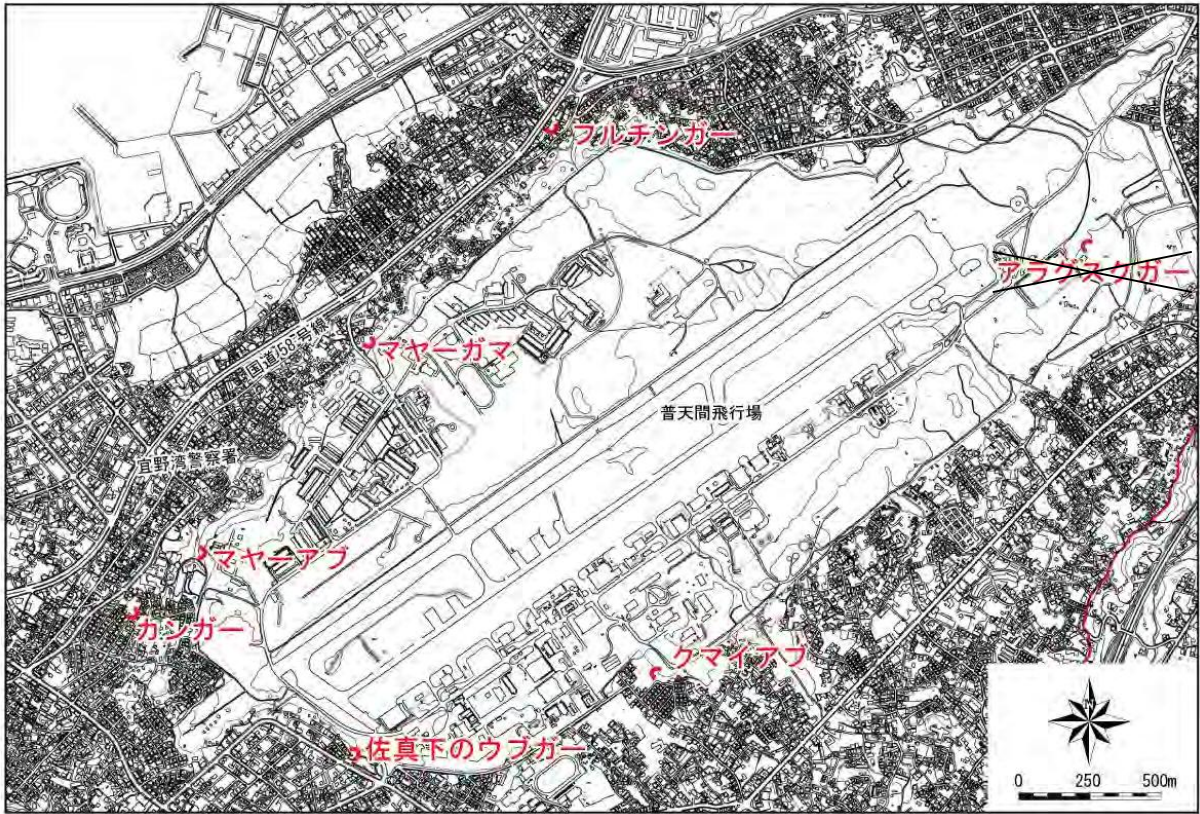 フルチンガー
アラグスクガー
国道58号線
マヤーガマ
普天間飛行場
宜野湾警察署
マヤーアブ
カシガー
クマイアブ
佐真下のウブガー
0 250 500m